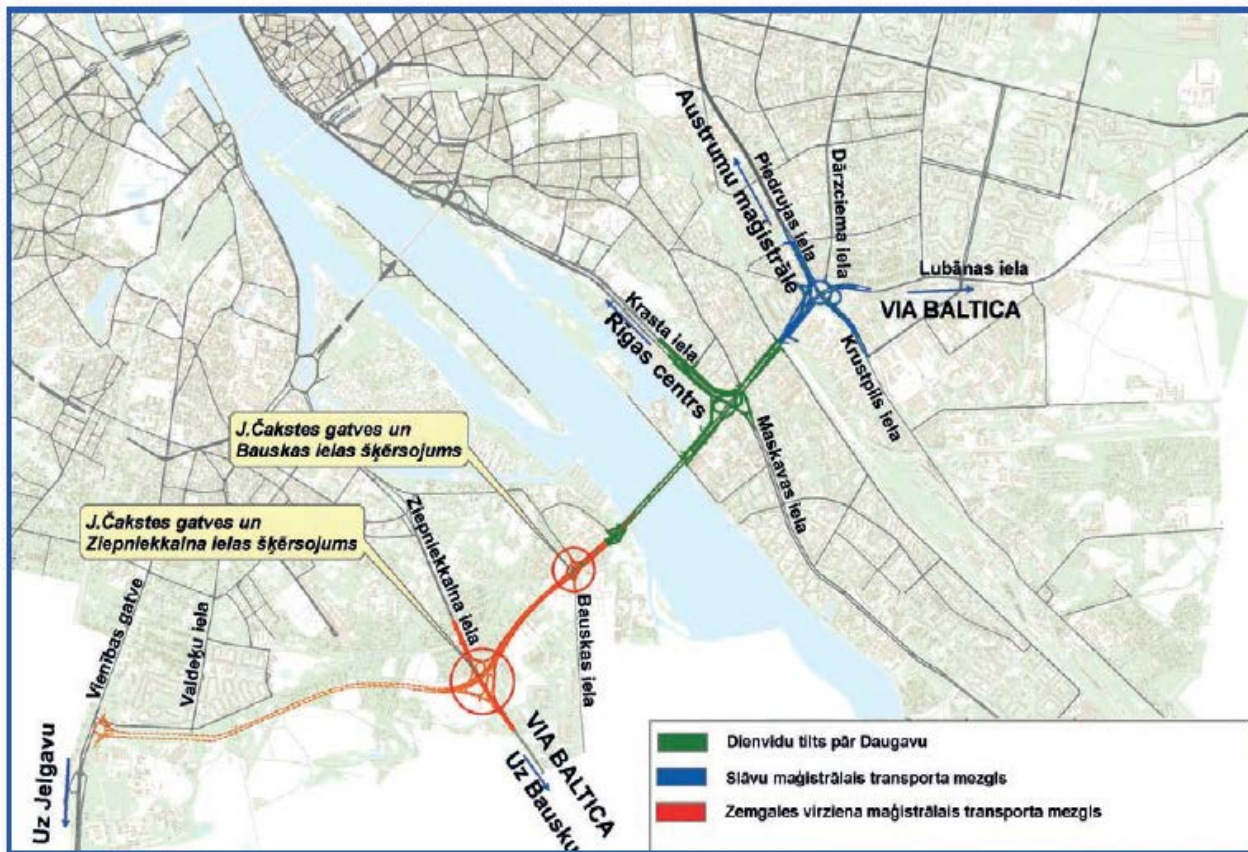 Austrumu maģistrāle
Piedrujas iela
Dārzciema iela
Lubānas iela
VIA BALTICA
Krustpils iela
Krasta iela
Rīgas centrs
Maskavas iela
J.Čakstes gatves un
Bauskas ielas šķērsojums
J.Čakstes gatves un
Ziepniekkalna ielas šķērsojums
Ziepniekkalna iela
Bauskas iela
Vienības gatve
Valdeķu iela
Uz Jelgavu
VIA BALTICA
Uz Bausku
Dienvidu tilts pār Daugavu
Slāvu maģistrālais transporta mezgls
Zemgales virziena maģistrālais transporta mezgls